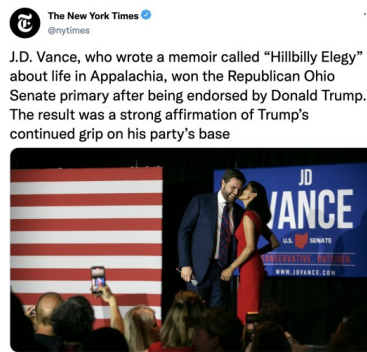 The New York Times
@nytimes
J.D. Vance, who wrote a memoir called “Hillbilly Elegy”
about life in Appalachia, won the Republican Ohio
Senate primary after being endorsed by Donald Trump.
The result was a strong affirmation of Trump’s
continued grip on his party’s base
JD
VANCE
U.S. SENATE
CONSERVATIVE. OUTSIDER.
WWW.JDVANCE.COM